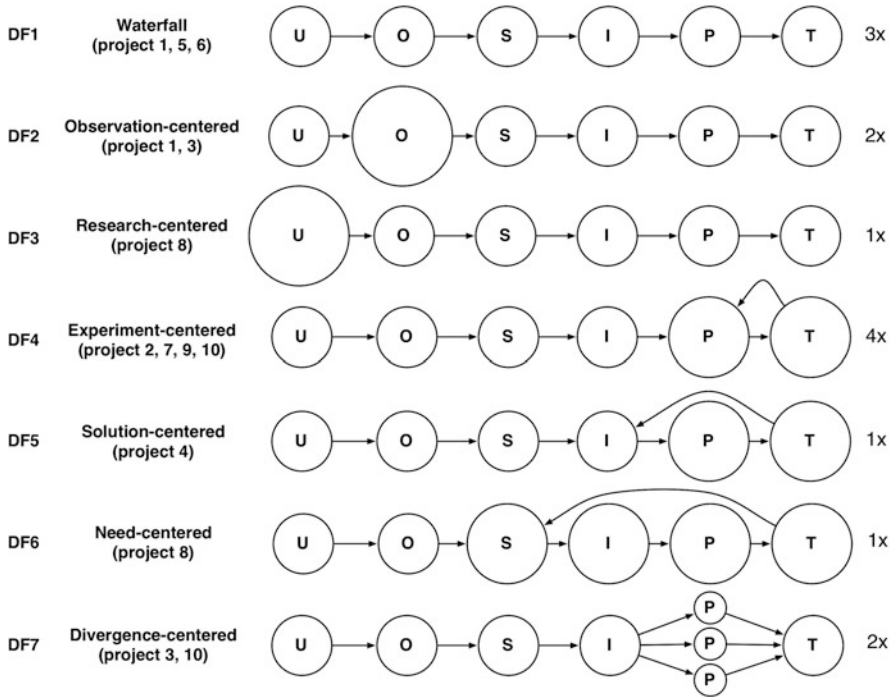 DF1 Waterfall U O S I P T 3x
(project 1, 5, 6)
DF2 Observation-centered U O S I P T 2x
(project 1, 3)
DF3 Research-centered U O S I P T 1x
(project 8)
DF4 Experiment-centered U O S I P T 4x
(project 2, 7, 9, 10)
DF5 Solution-centered U O S I P T 1x
(project 4)
DF6 Need-centered U O S I P T 1x
(project 8)
P
DF7 Divergence-centered U O S I P T 2x
(project 3, 10)
P